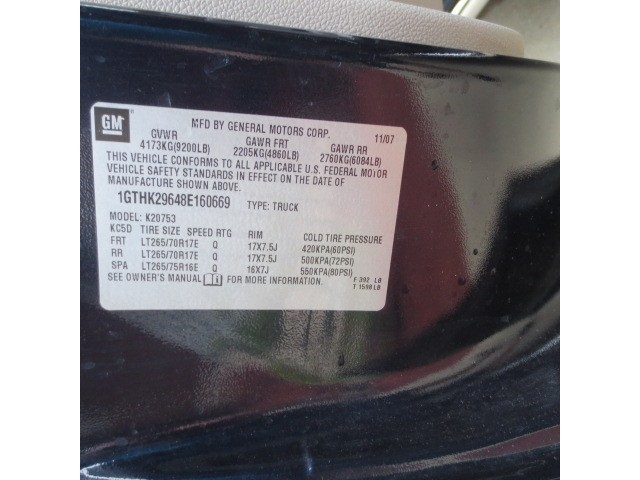 GM
MFD BY GENERAL MOTORS CORP. 11/07
GVWR GAWR FRT GAWR RR
4173KG(9200LB) 2205KG(4860LB) 2760KG(6084LB)
THIS VEHICLE CONFORMS TO ALL APPLICABLE U.S. FEDERAL MOTOR
VEHICLE SAFETY STANDARDS IN EFFECT ON THE DATE OF
MANUFACTURE SHOWN ABOVE.
1GTHK29648E160669 TYPE: TRUCK
MODEL: K20753
KC5D TIRE SIZE SPEED RTG RIM COLD TIRE PRESSURE
FRT LT265/70R17E Q 17X7.5J 420KPA(60PSI)
RR LT265/70R17E Q 17X7.5J 500KPA(72PSI)
SPA LT265/75R16E Q 16X7J 550KPA(80PSI)
SEE OWNER'S MANUAL i FOR MORE INFORMATION.
F 392 LB
T 1598 LB